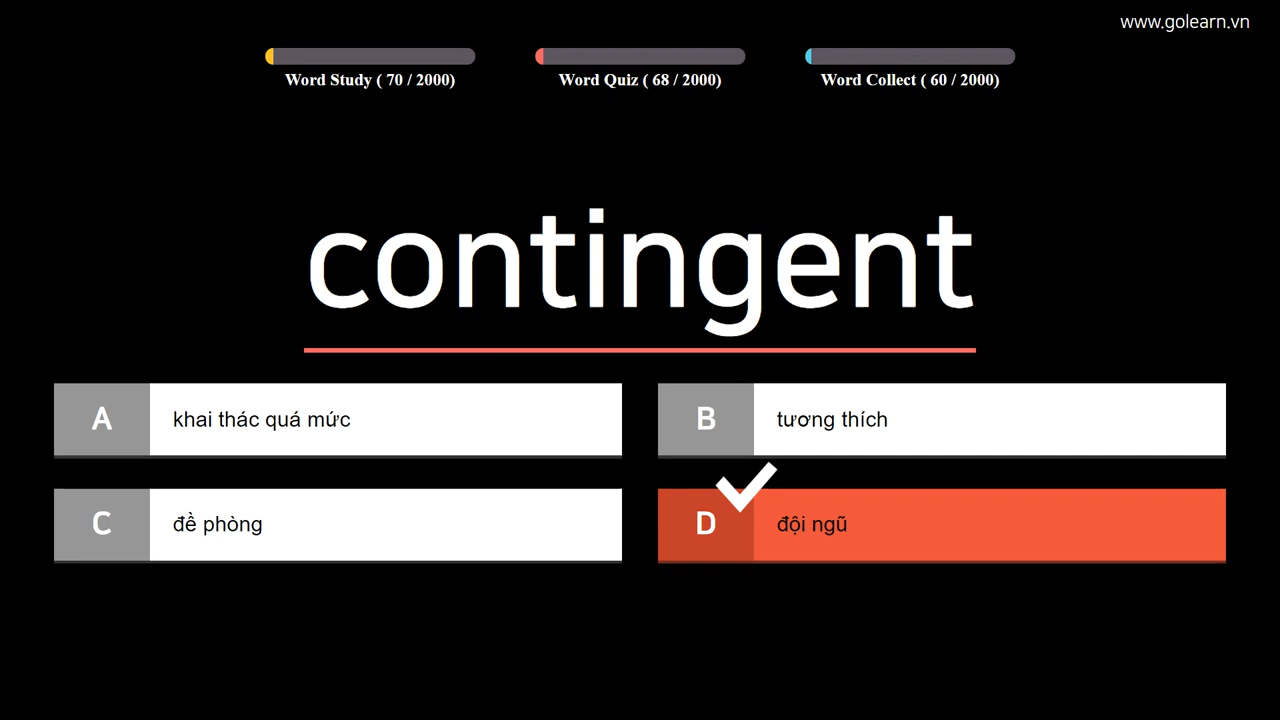 www.golearn.vn
Word Study ( 70 / 2000)
Word Quiz ( 68 / 2000)
Word Collect ( 60 / 2000)
contingent
A khai thác quá mức
B tương thích
C đề phòng
D đội ngũ